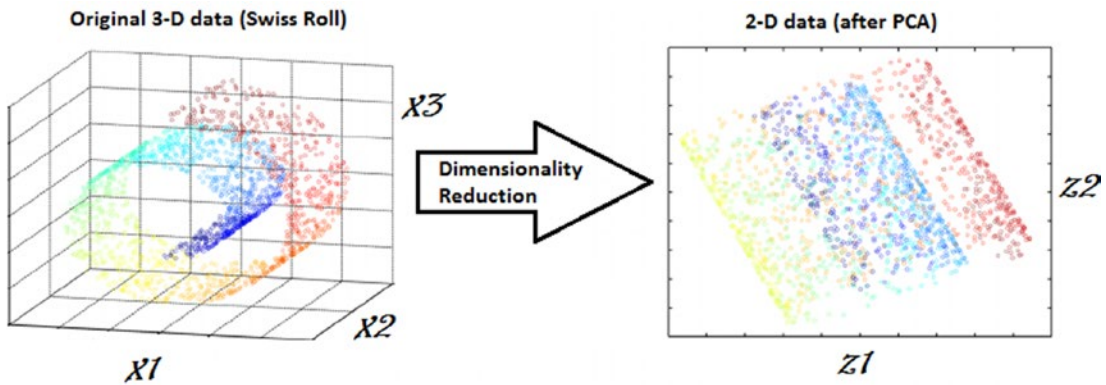 Original 3-D data (Swiss Roll)
2-D data (after PCA)
X3
Dimensionality
Reduction
Z2
X2
X1
Z1